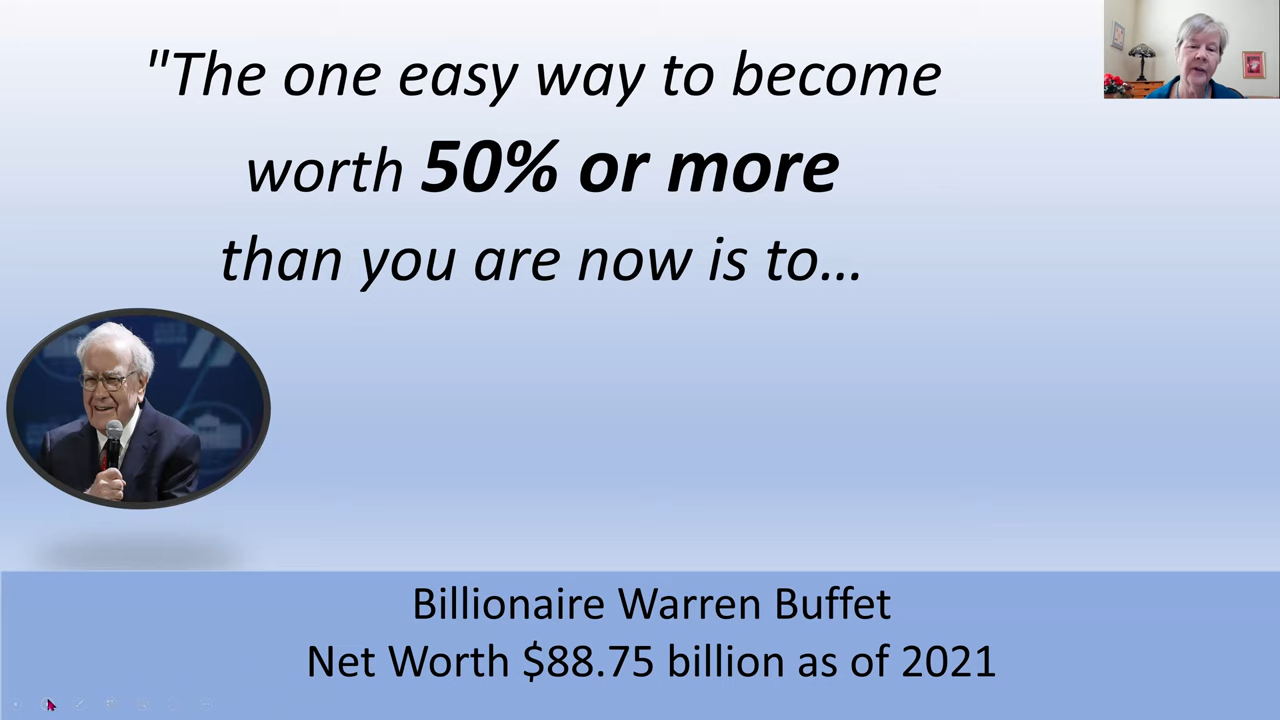 "The one easy way to become
worth 50% or more
than you are now is to...
Billionaire Warren Buffet
Net Worth $88.75 billion as of 2021